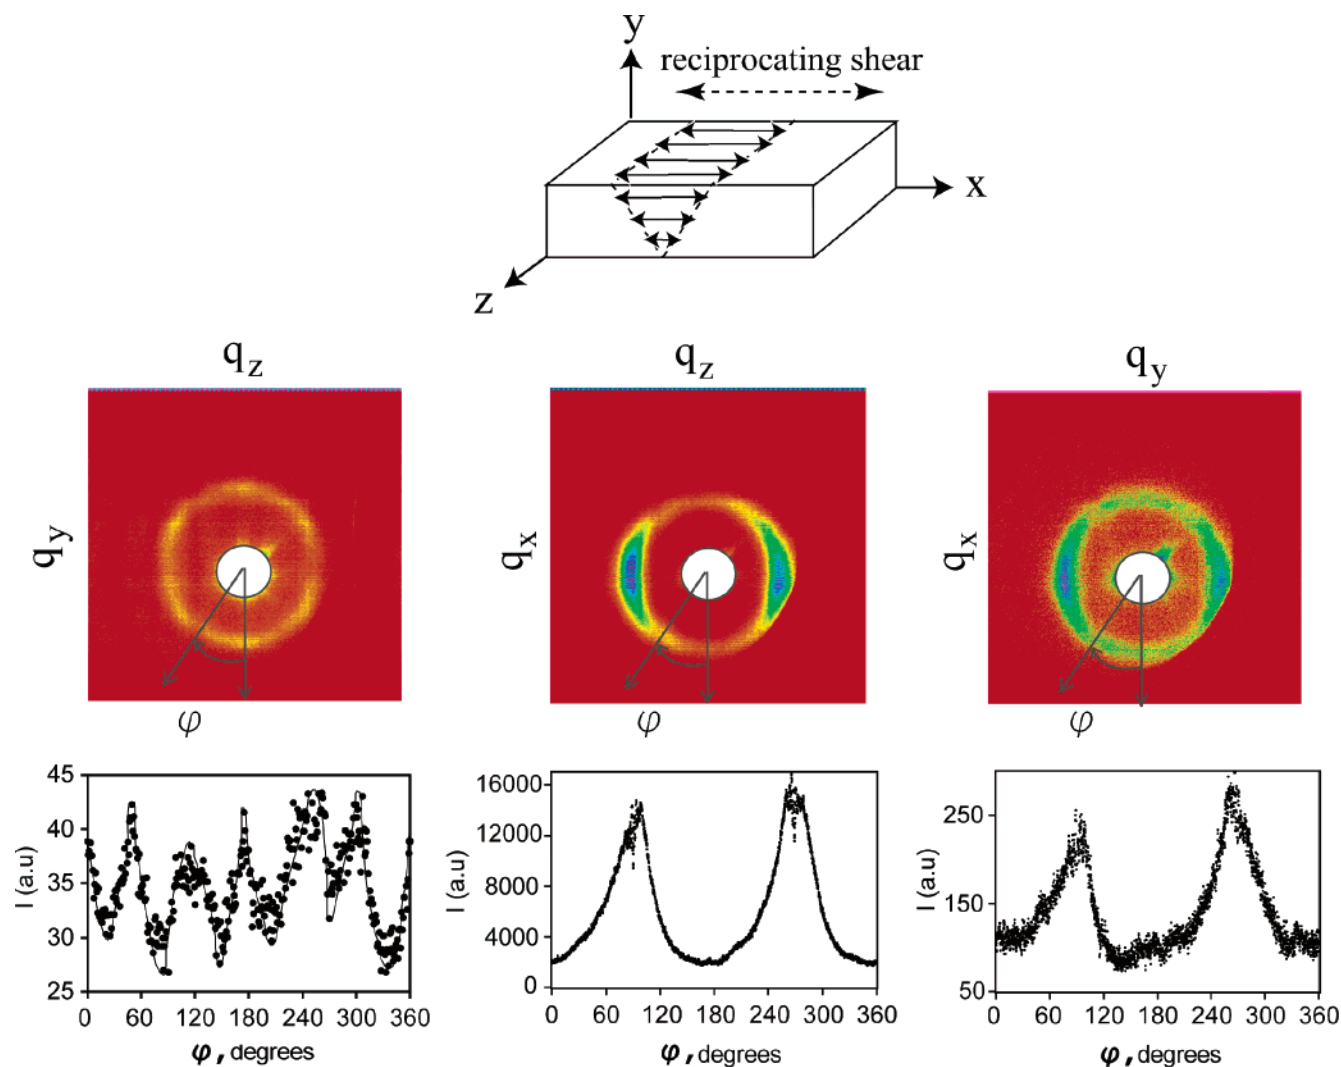 y
reciprocating shear
x
z
q_z
q_z
q_y
q_y
q_x
q_x
φ
φ
φ
45
40
35
30
25
I (a.u)
0 60 120 180 240 300 360
φ, degrees
16000
12000
8000
4000
0
I (a.u)
0 60 120 180 240 300 360
φ, degrees
250
150
50
I (a.u)
0 60 120 180 240 300 360
φ, degrees